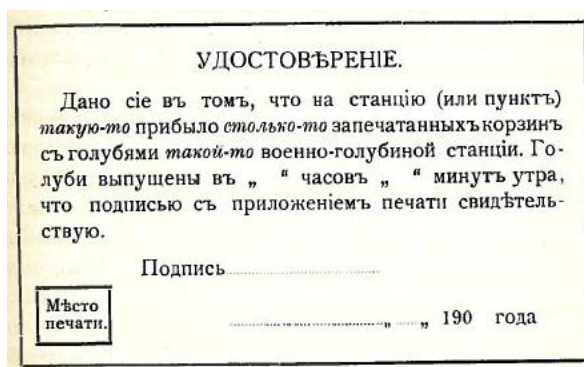 УДОСТОВѢРЕНІЕ.
Дано сіе въ томъ, что на станцію (или пунктъ)
такую-то прибыло столько-то запечатанныхъ корзинъ
съ голубями такой-то военно-голубиной станціи. Го-
луби выпущены въ „ “ часовъ „ “ минутъ утра,
что подписью съ приложеніемъ печати свидѣтель-
ствую.
Подпись
Мѣсто
печати.
„ „ 190 года